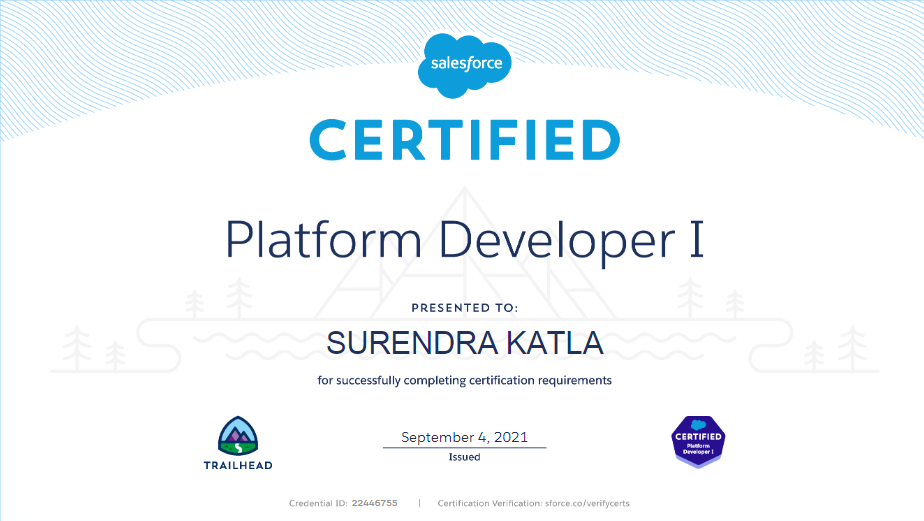 salesforce
CERTIFIED
Platform Developer I
PRESENTED TO:
SURENDRA KATLA
for successfully completing certification requirements
TRAILHEAD
September 4, 2021
Issued
CERTIFIED
Platform
Developer I
Credential ID: 22446755 | Certification Verification: sforce.co/verifycerts